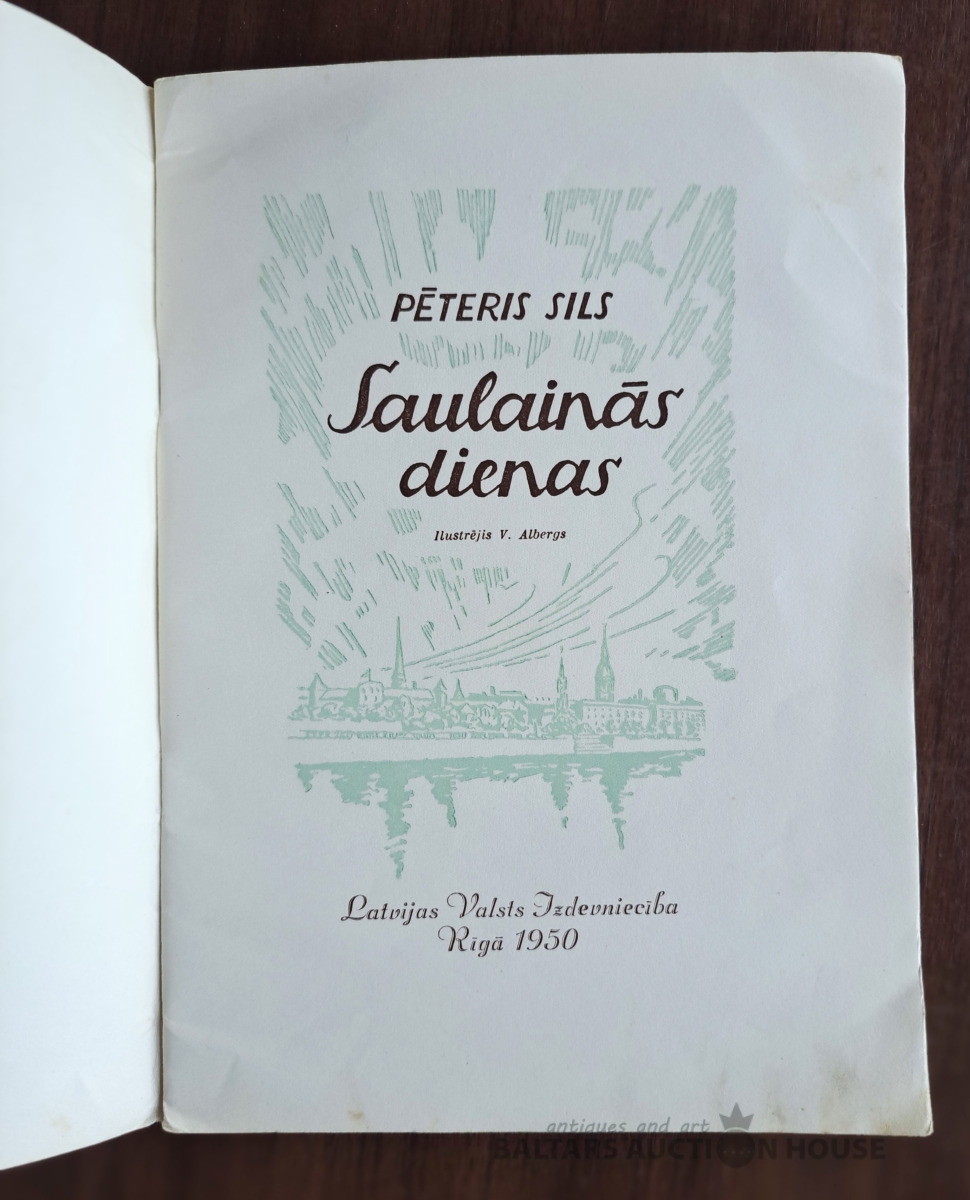 PĒTERIS SILS
Saulainās
dienas
Ilustrējis V. Albergs
Latvijas Valsts Izdevniecība
Rīgā 1950
antiques and art
BALTARS AUCTION HOUSE